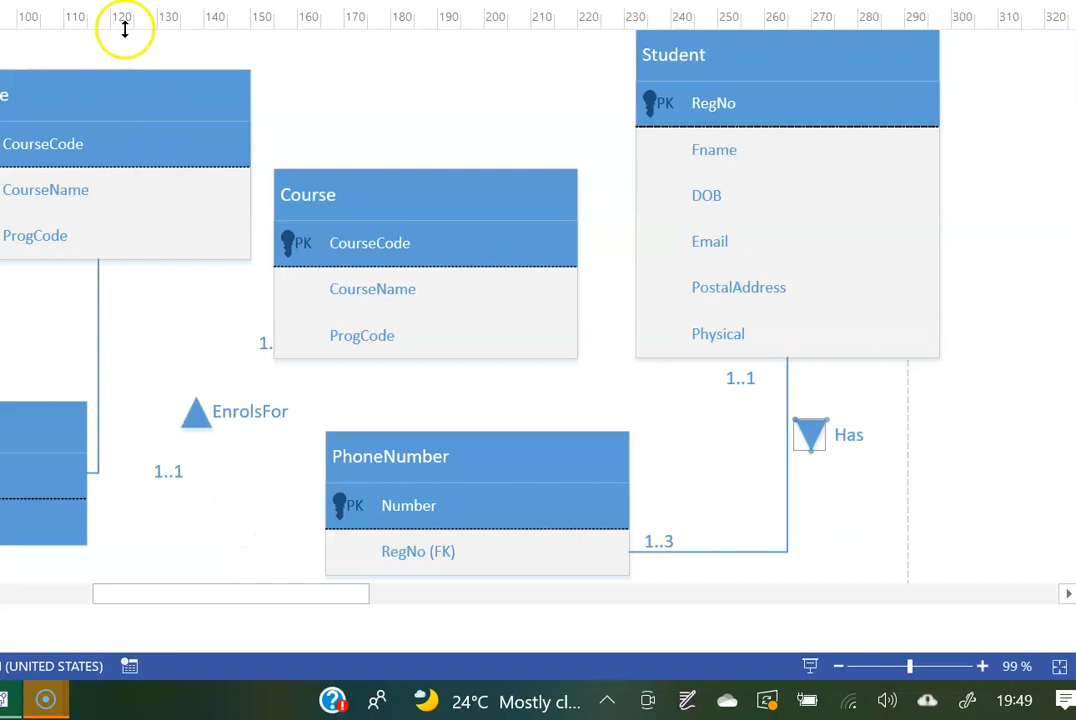 100 110 120 130 140 150 160 170 180 190 200 210 220 230 240 250 260 270 280 290 300 310 320
e
CourseCode
CourseName
ProgCode
Course
PK CourseCode
CourseName
ProgCode
Student
PK RegNo
Fname
DOB
Email
PostalAddress
Physical
1..
EnrolsFor
1..1
1..1
Has
PhoneNumber
PK Number
RegNo (FK)
1..3
(UNITED STATES)
99 %
24°C Mostly cl...
19:49